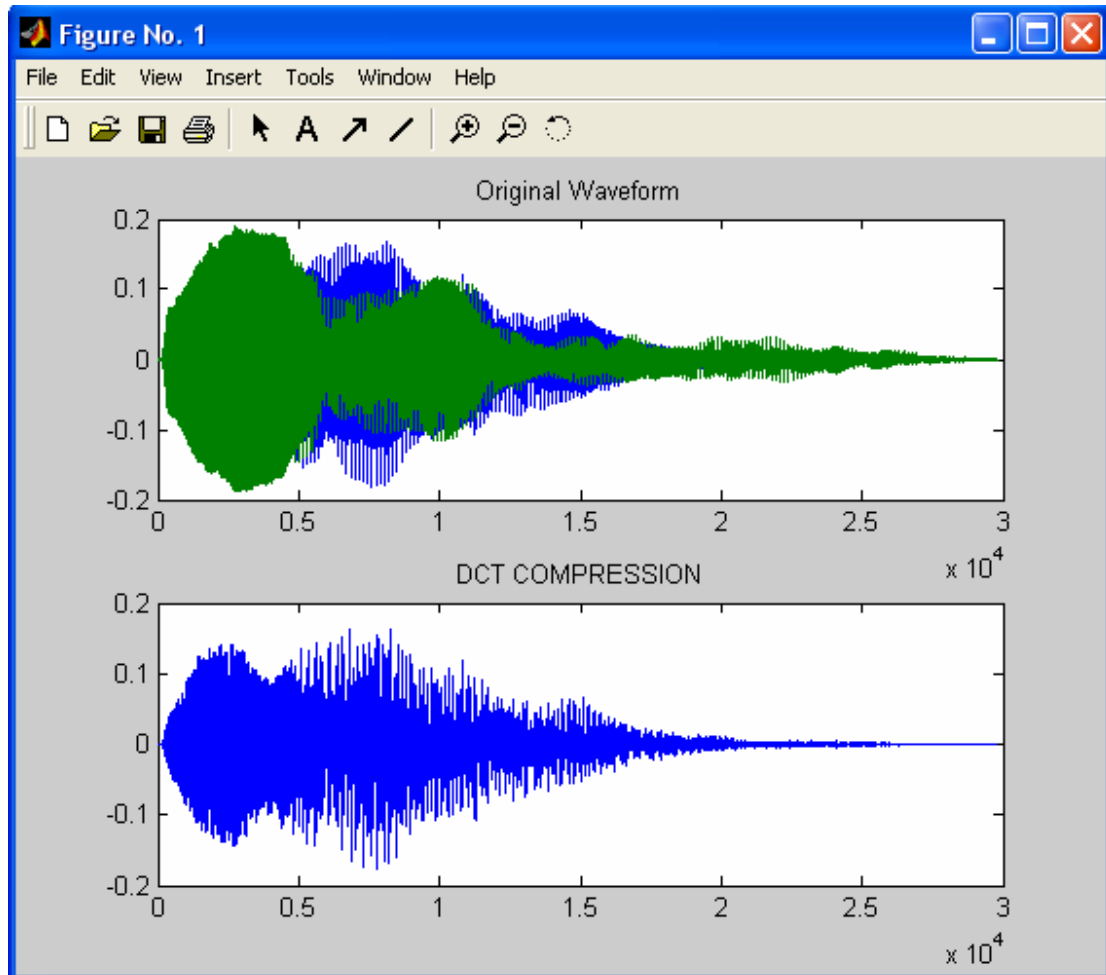 Figure No. 1
File Edit View Insert Tools Window Help
A
Original Waveform
0.2
0.1
0
-0.1
-0.2
0 0.5 1 1.5 2 2.5 3
x 10^4
DCT COMPRESSION
0.2
0.1
0
-0.1
-0.2
0 0.5 1 1.5 2 2.5 3
x 10^4